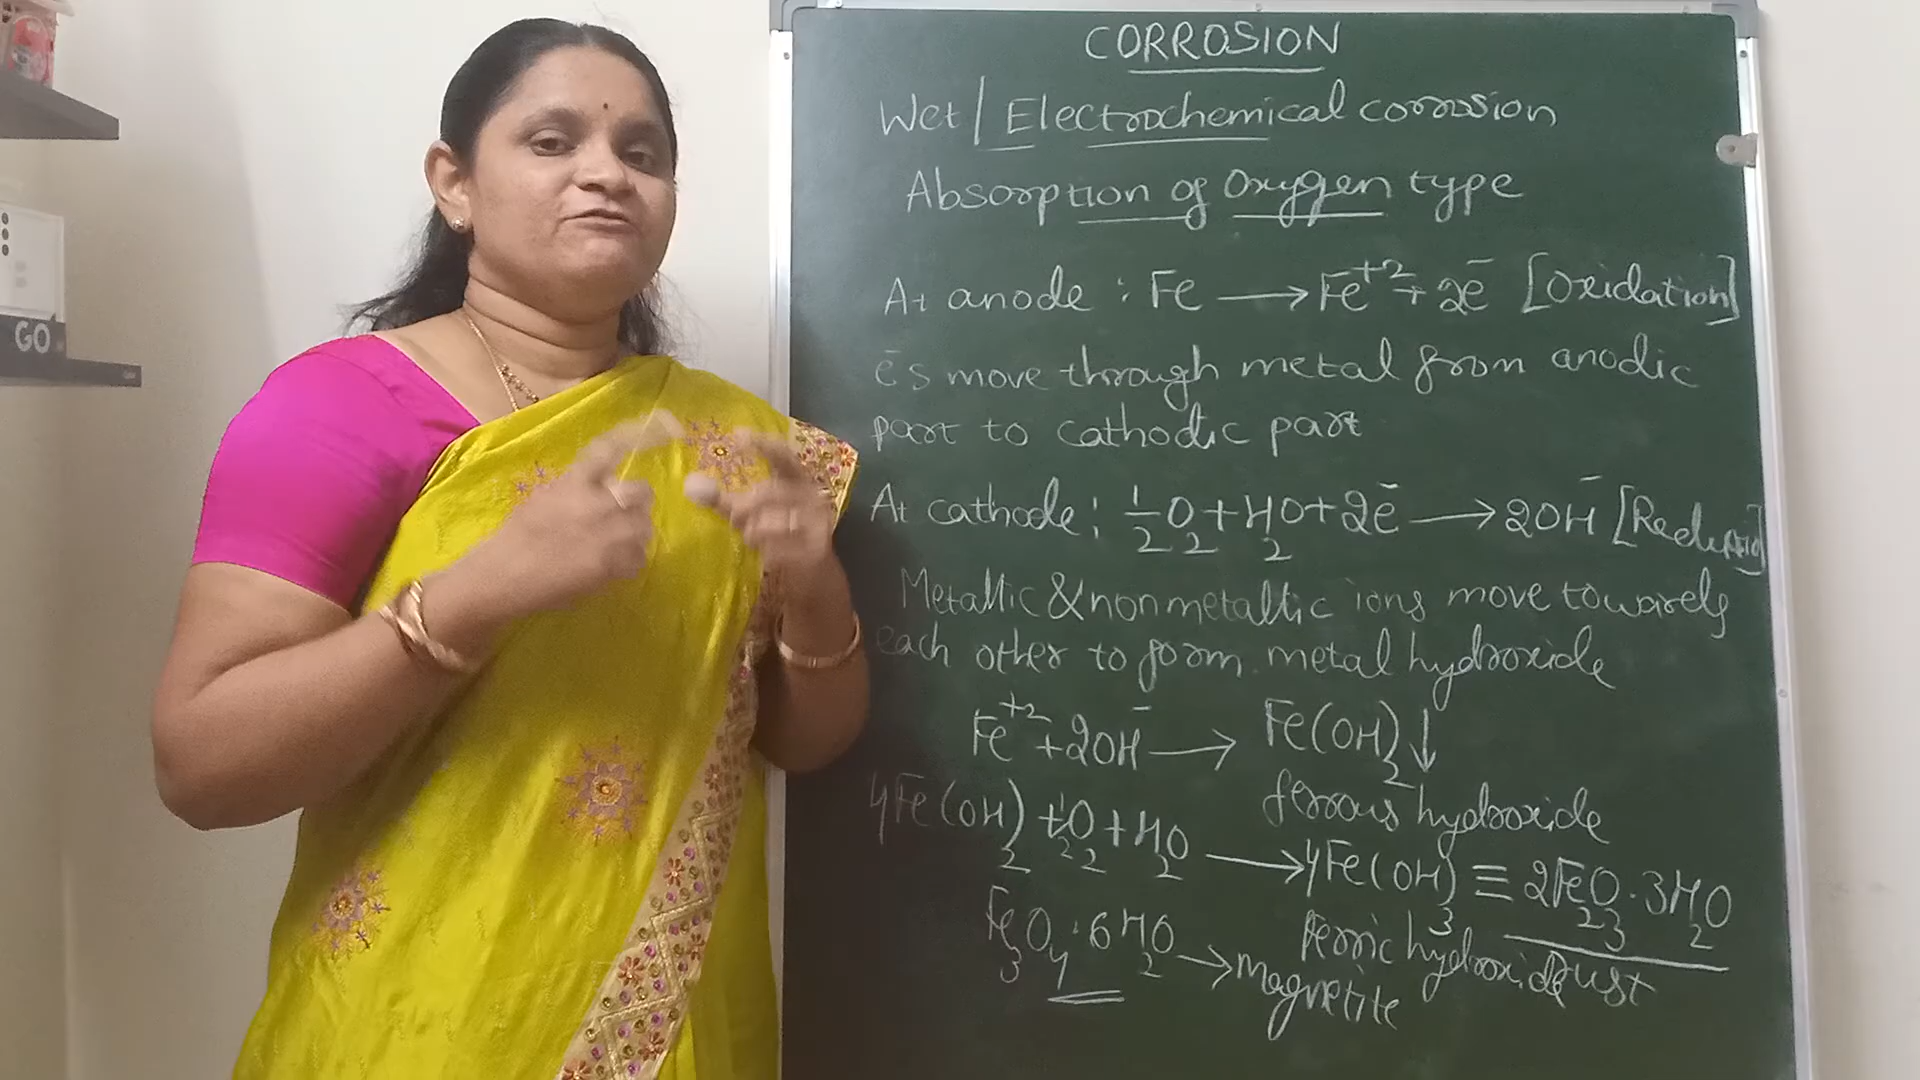 GO
CORROSION
Wet / Electrochemical corrosion
Absorption of Oxygen type
At anode : Fe ⟶ Fe⁺² + 2e⁻ [Oxidation]
e⁻s move through metal from anodic
part to cathodic part
At cathode : ½O₂ + H₂O + 2e⁻ ⟶ 2OH⁻ [Reduction]
Metallic & nonmetallic ions move towards
each other to form metal hydroxide
Fe⁺² + 2OH⁻ ⟶ Fe(OH)₂ ↓
ferrous hydroxide
4Fe(OH)₂ + O₂ + H₂O ⟶ 4Fe(OH)₃ ≡ 2Fe₂O₃·3H₂O
Ferric hydroxide Rust
Fe₃O₄·6H₂O ⟶ magnetite